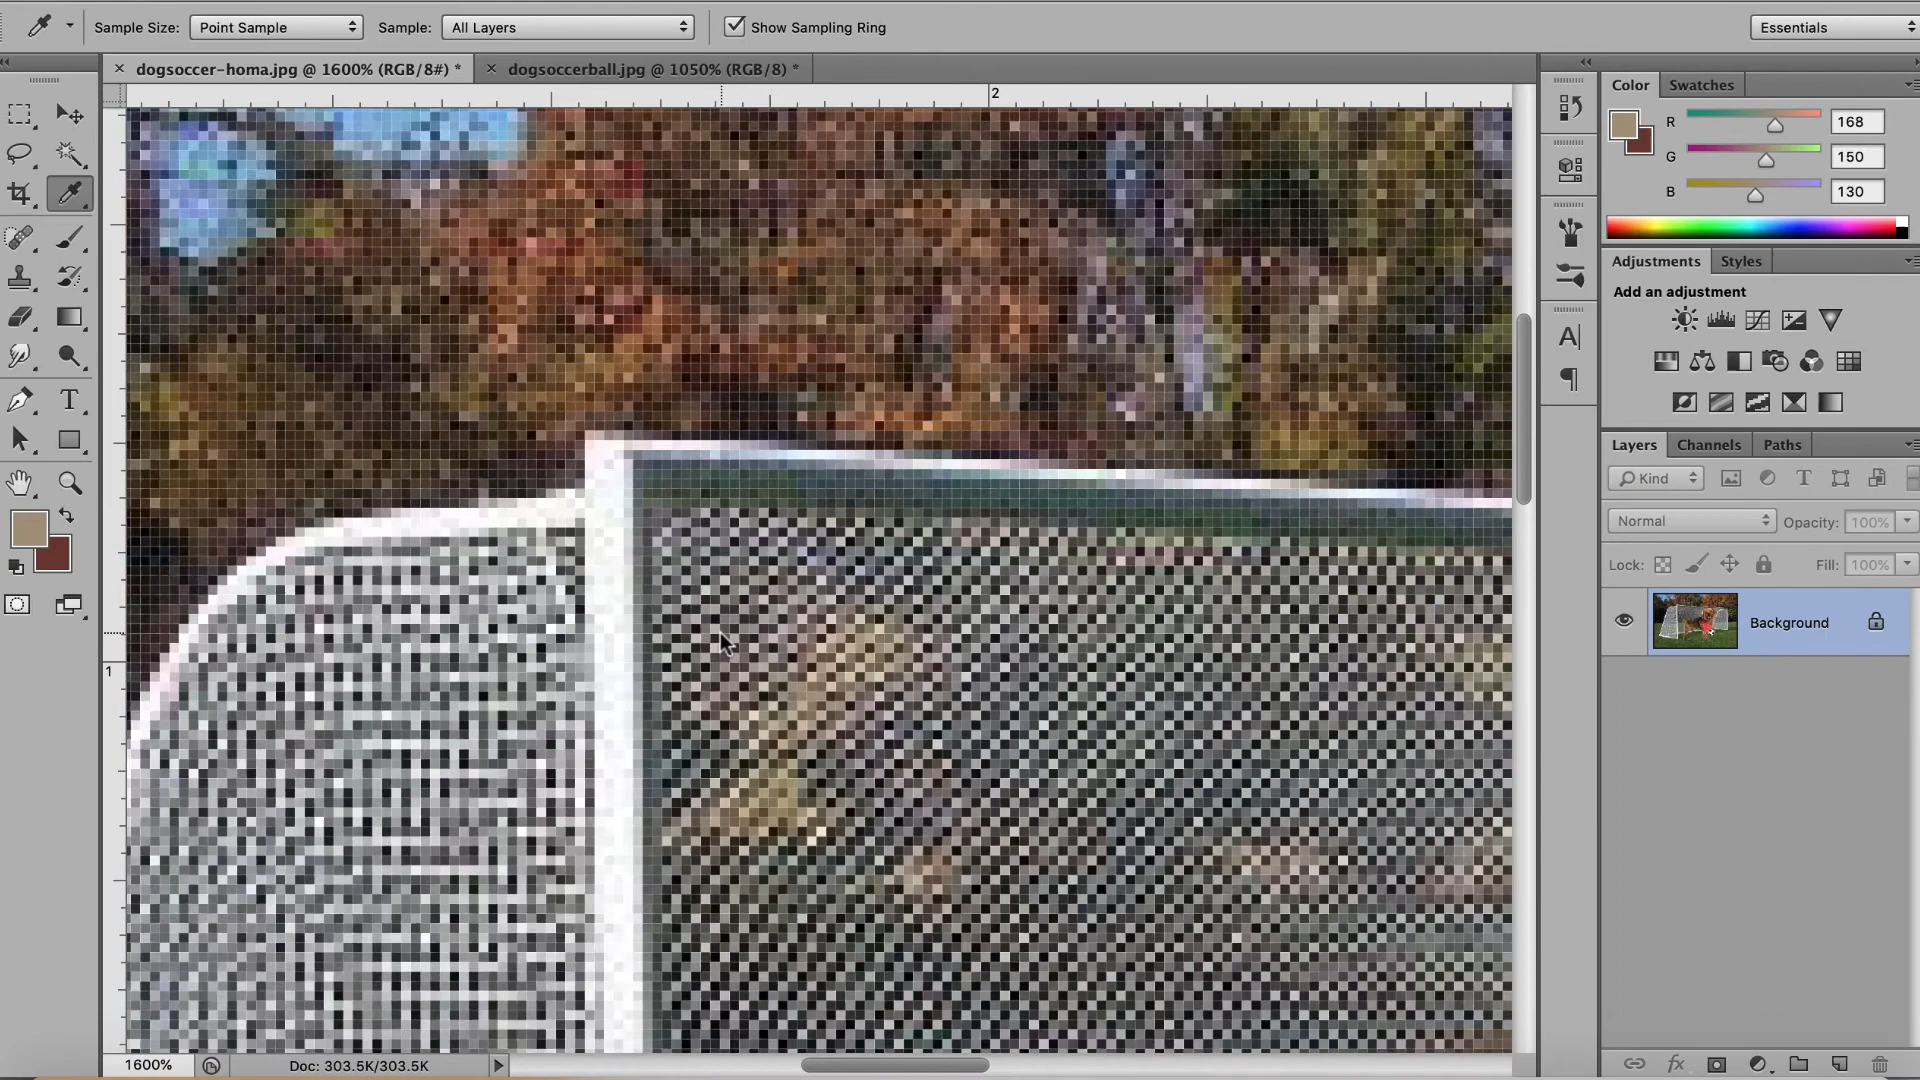 Sample Size: Point Sample Sample: All Layers Show Sampling Ring Essentials
dogsoccer-homa.jpg @ 1600% (RGB/8#) * dogsoccerball.jpg @ 1050% (RGB/8) *
2
1
Color Swatches
R 168
G 150
B 130
Adjustments Styles
Add an adjustment
Layers Channels Paths
Kind
Normal Opacity: 100%
Lock: Fill: 100%
Background
1600% Doc: 303.5K/303.5K